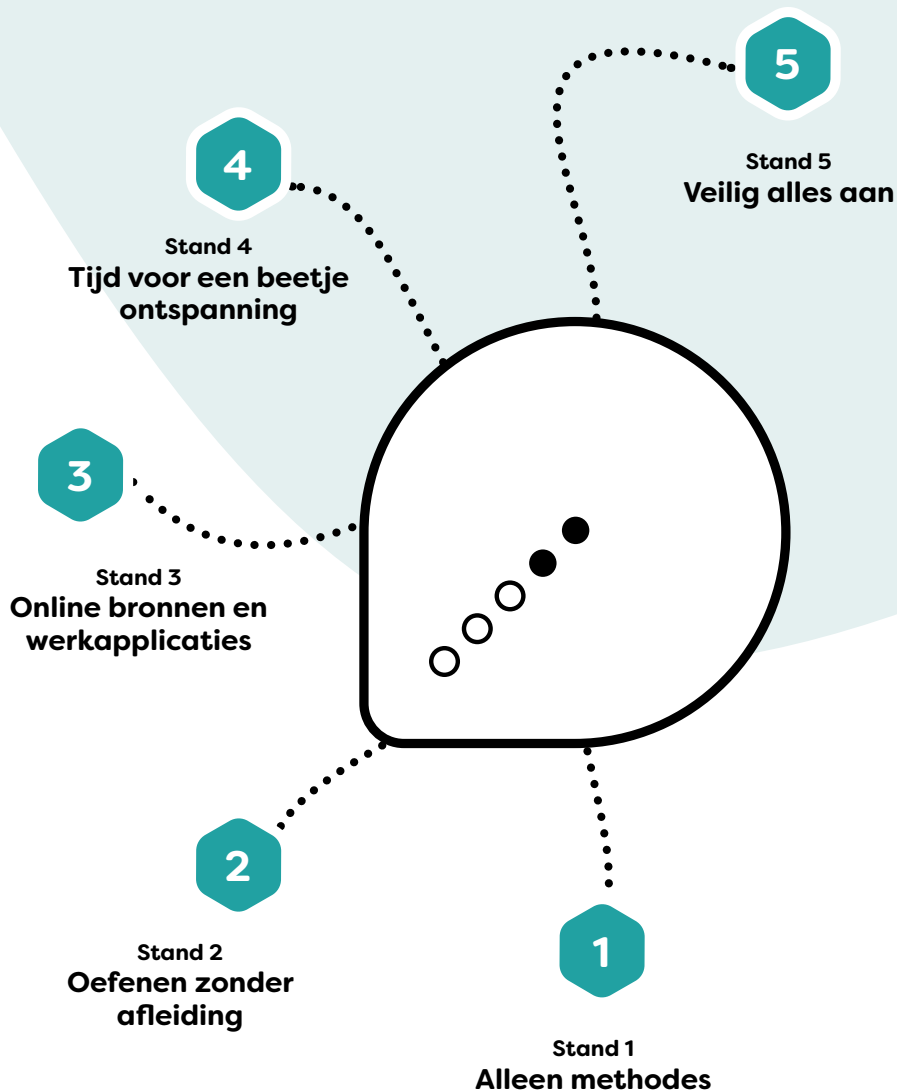 5
Stand 5
Veilig alles aan
4
Stand 4
Tijd voor een beetje
ontspanning
3
Stand 3
Online bronnen en
werkapplicaties
2
Stand 2
Oefenen zonder
afleiding
1
Stand 1
Alleen methodes